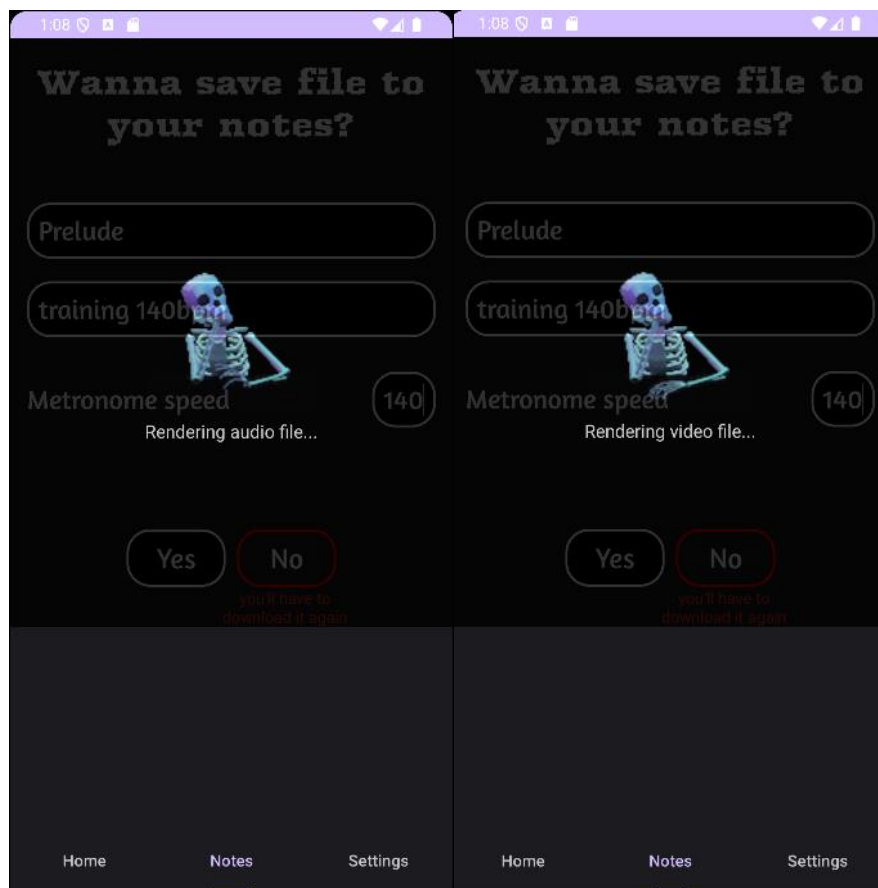 1:08
Wanna save file to
your notes?
Prelude
training 140bpm
Metronome speed 140
Rendering audio file...
Yes No
you'll have to
download it again
Home Notes Settings
1:08
Wanna save file to
your notes?
Prelude
training 140bpm
Metronome speed 140
Rendering video file...
Yes No
you'll have to
download it again
Home Notes Settings